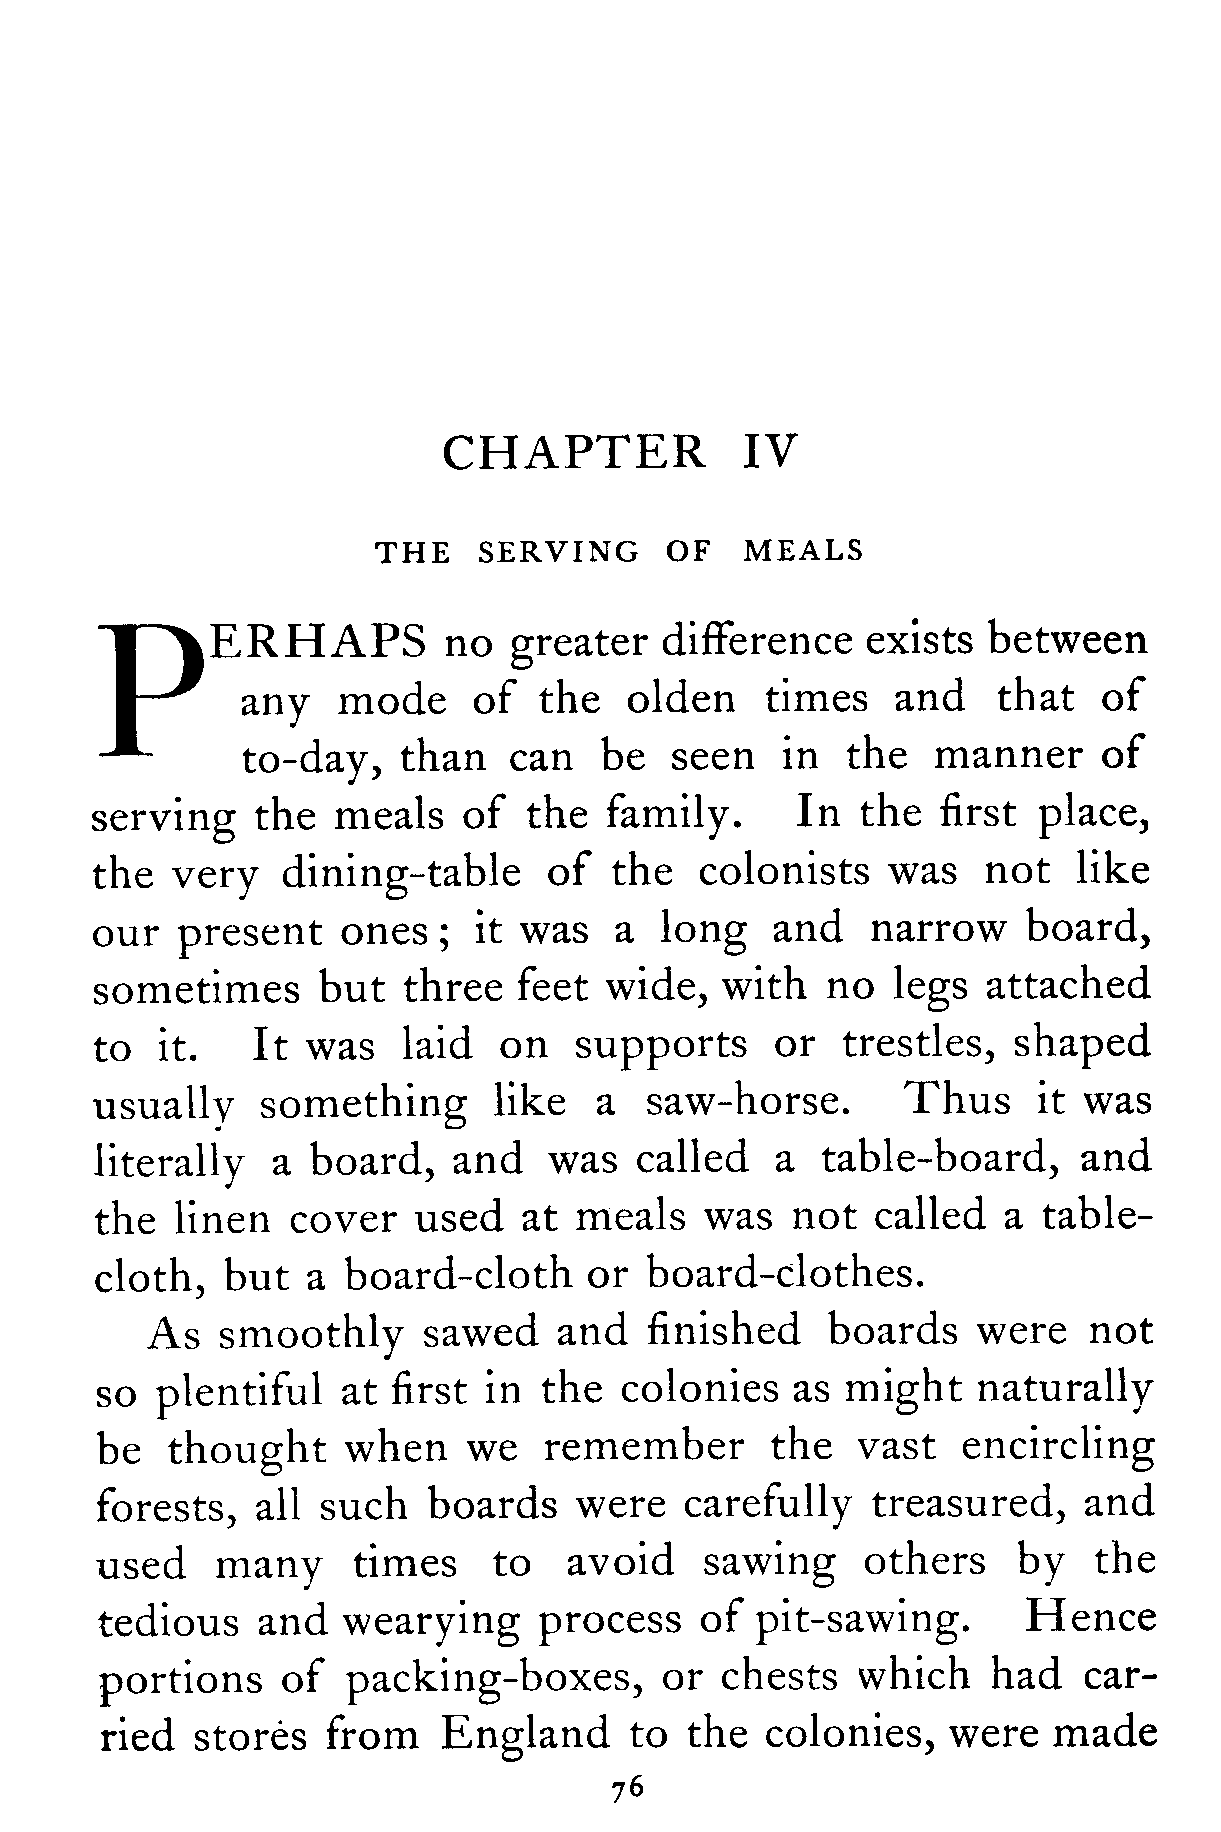 CHAPTER IV
THE SERVING OF MEALS
PERHAPS no greater difference exists between
any mode of the olden times and that of
to-day, than can be seen in the manner of
serving the meals of the family. In the first place,
the very dining-table of the colonists was not like
our present ones; it was a long and narrow board,
sometimes but three feet wide, with no legs attached
to it. It was laid on supports or trestles, shaped
usually something like a saw-horse. Thus it was
literally a board, and was called a table-board, and
the linen cover used at meals was not called a table-
cloth, but a board-cloth or board-clothes.
As smoothly sawed and finished boards were not
so plentiful at first in the colonies as might naturally
be thought when we remember the vast encircling
forests, all such boards were carefully treasured, and
used many times to avoid sawing others by the
tedious and wearying process of pit-sawing. Hence
portions of packing-boxes, or chests which had car-
ried stores from England to the colonies, were made
76